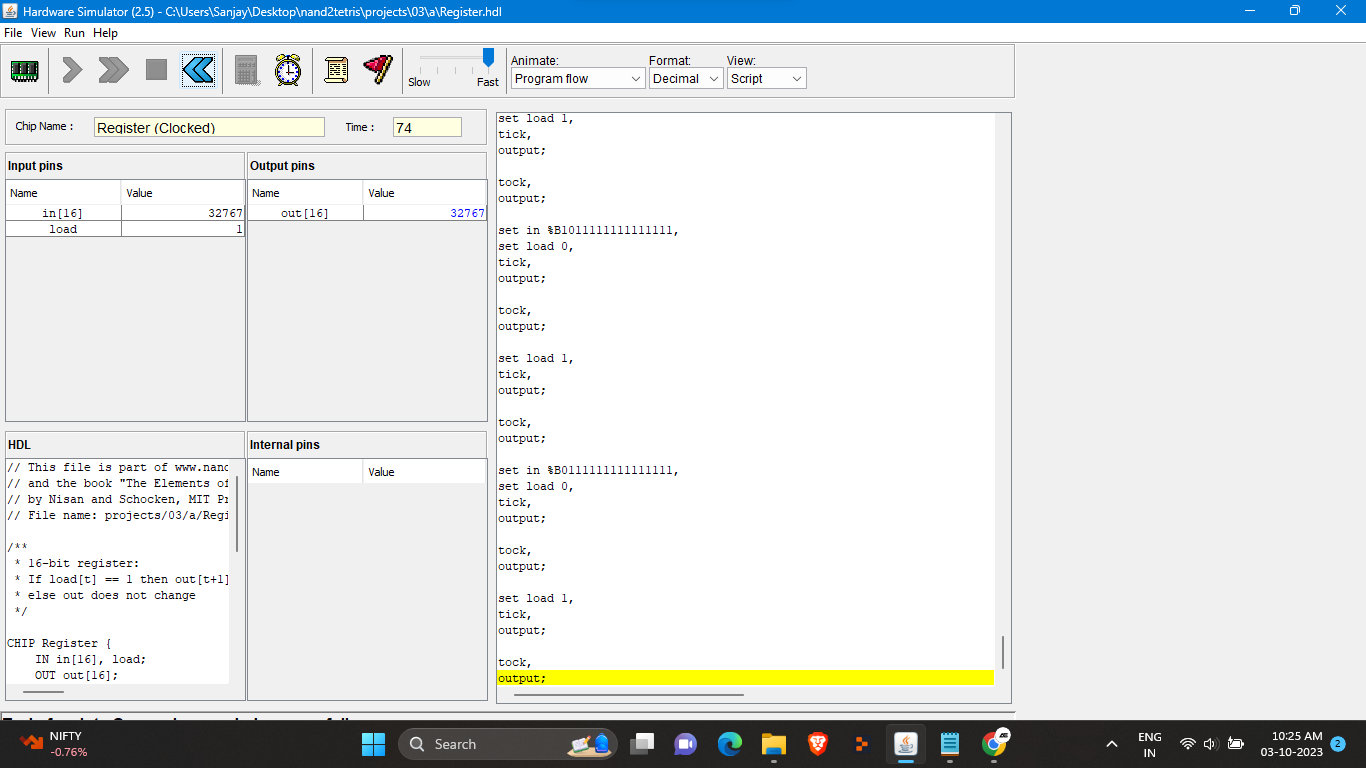 Hardware Simulator (2.5) - C:\Users\Sanjay\Desktop\nand2tetris\projects\03\a\Register.hdl
File View Run Help
Slow Fast
Animate:
Program flow
Format:
Decimal
View:
Script
Chip Name :
Register (Clocked)
Time :
74
Input pins
Name Value
in[16] 32767
load 1
Output pins
Name Value
out[16] 32767
HDL
// This file is part of www.nand
// and the book "The Elements of
// by Nisan and Schocken, MIT Pr
// File name: projects/03/a/Regi
/**
* 16-bit register:
* If load[t] == 1 then out[t+1]
* else out does not change
*/
CHIP Register {
IN in[16], load;
OUT out[16];
Internal pins
Name Value
set load 1,
tick,
output;
tock,
output;
set in %B1011111111111111,
set load 0,
tick,
output;
tock,
output;
set load 1,
tick,
output;
tock,
output;
set in %B0111111111111111,
set load 0,
tick,
output;
tock,
output;
set load 1,
tick,
output;
tock,
output;
NIFTY
-0.76%
Search
ENG
IN
10:25 AM
03-10-2023
2